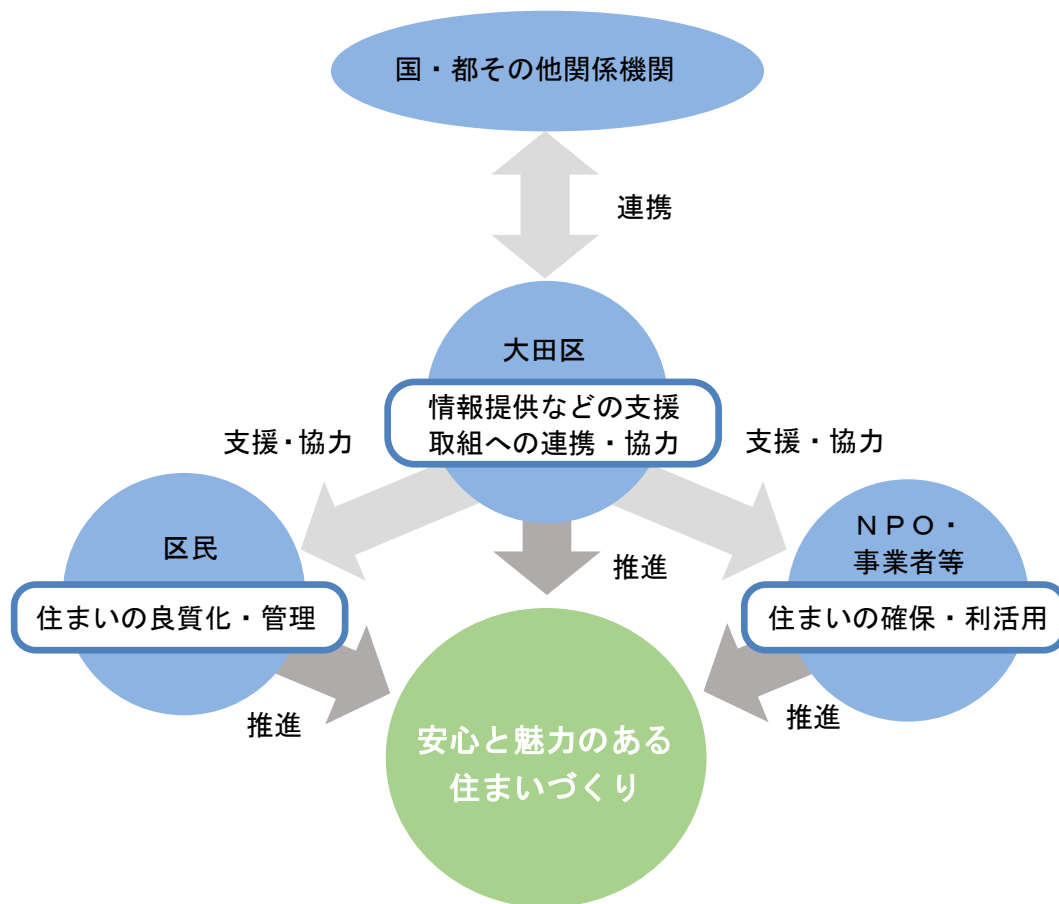 国・都その他関係機関
連携
大田区
情報提供などの支援
取組への連携・協力
支援・協力
支援・協力
区民
住まいの良質化・管理
ＮＰＯ・
事業者等
住まいの確保・利活用
推進
推進
推進
安心と魅力のある
住まいづくり